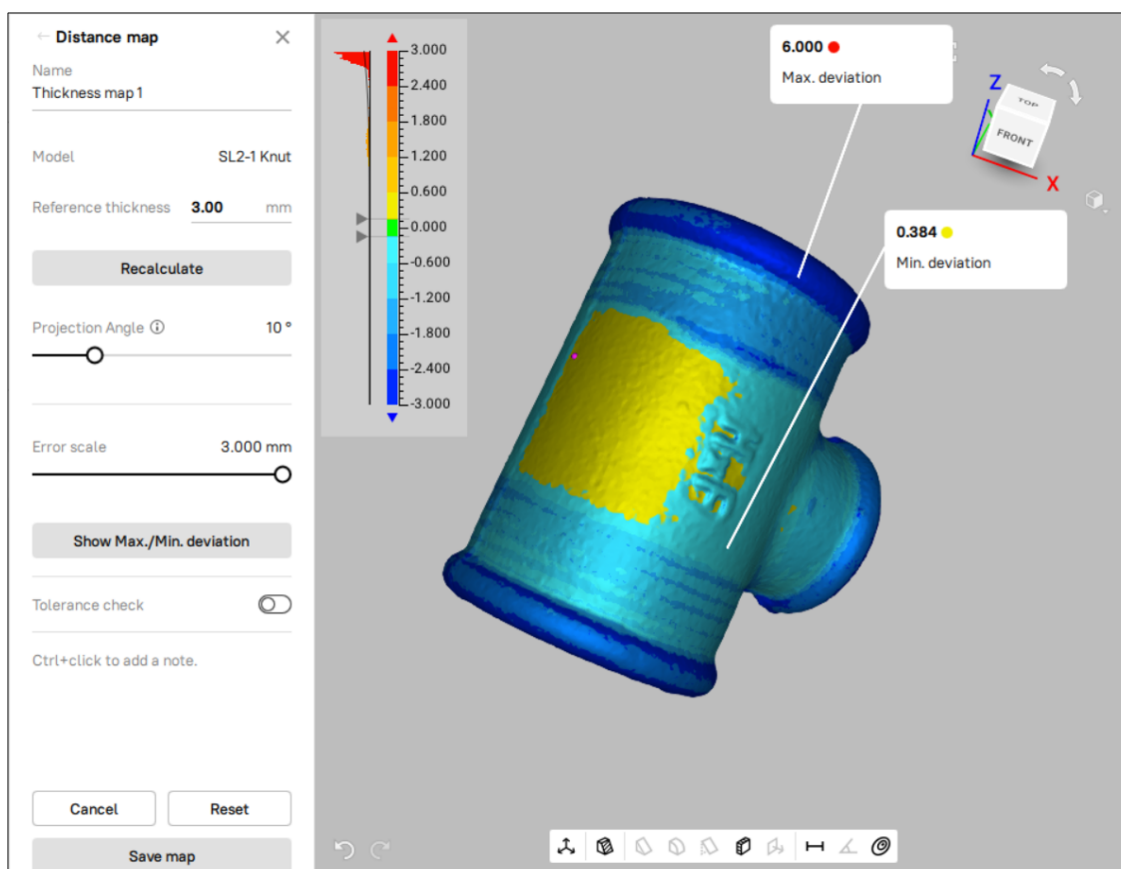 Distance map
Name
Thickness map 1
Model SL2-1 Knut
Reference thickness 3.00 mm
Recalculate
Projection Angle 10 °
Error scale 3.000 mm
Show Max./Min. deviation
Tolerance check
Ctrl+click to add a note.
Cancel Reset
Save map
3.000
2.400
1.800
1.200
0.600
0.000
-0.600
-1.200
-1.800
-2.400
-3.000
6.000
Max. deviation
0.384
Min. deviation
Z
TOP
FRONT
X